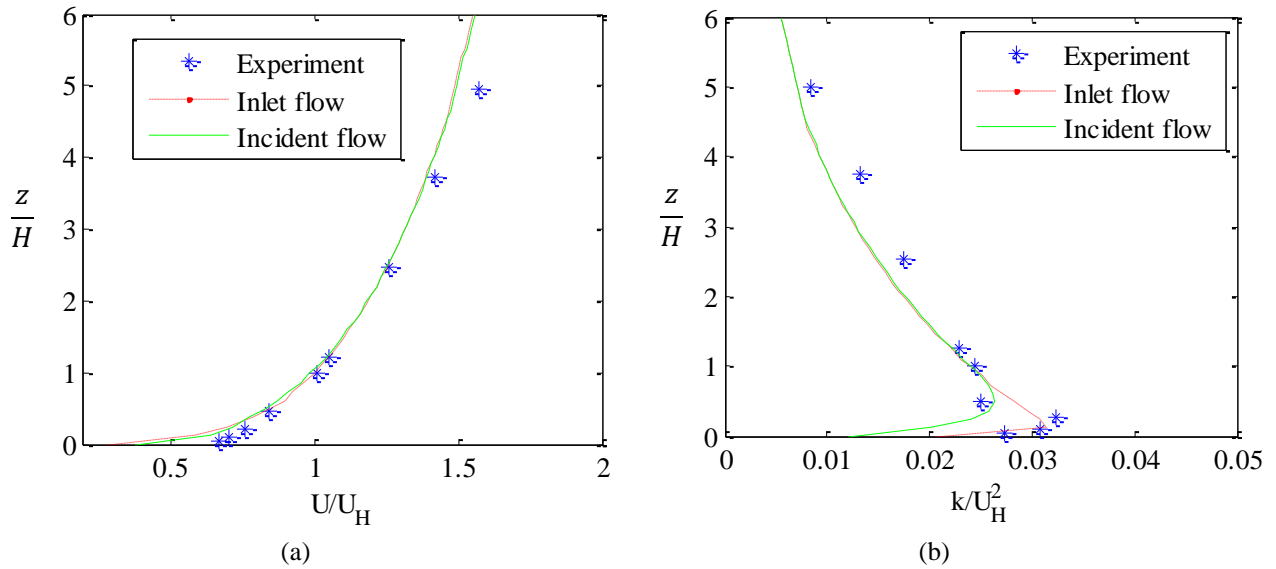 6
5
4
3
2
1
0
z
H
Experiment
Inlet flow
Incident flow
0.5
1
1.5
2
U/U_H
(a)
6
5
4
3
2
1
0
z
H
Experiment
Inlet flow
Incident flow
0
0.01
0.02
0.03
0.04
0.05
k/U_H^2
(b)